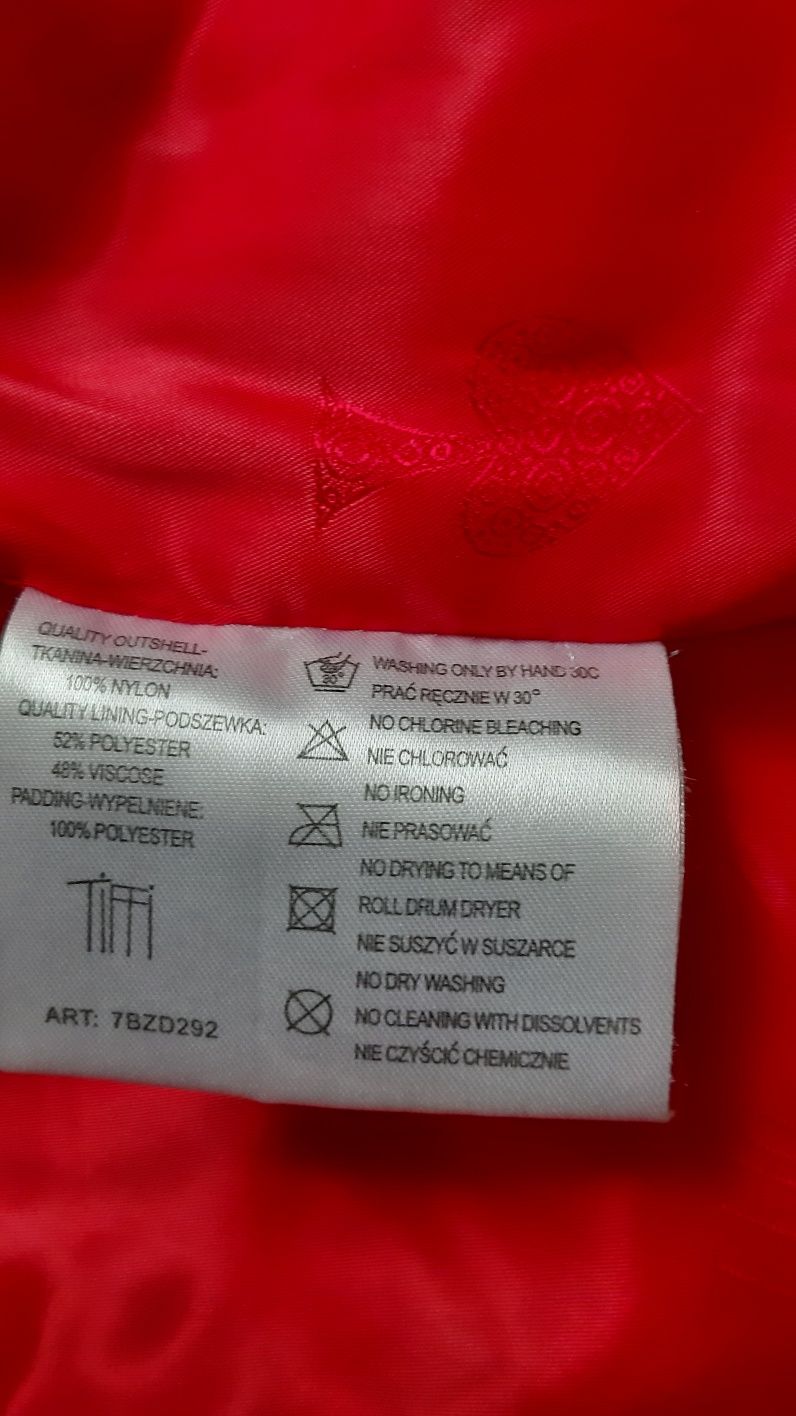 QUALITY OUTSHELL-
TKANINA-WIERZCHNIA:
100% NYLON
QUALITY LINING-PODSZEWKA:
52% POLYESTER
48% VISCOSE
PADDING-WYPEŁNIENE:
100% POLYESTER
TIFFI
ART: 7BZD292
30°
WASHING ONLY BY HAND 30C
PRAĆ RĘCZNIE W 30°
NO CHLORINE BLEACHING
NIE CHLOROWAĆ
NO IRONING
NIE PRASOWAĆ
NO DRYING TO MEANS OF
ROLL DRUM DRYER
NIE SUSZYĆ W SUSZARCE
NO DRY WASHING
NO CLEANING WITH DISSOLVENTS
NIE CZYŚCIĆ CHEMICZNIE